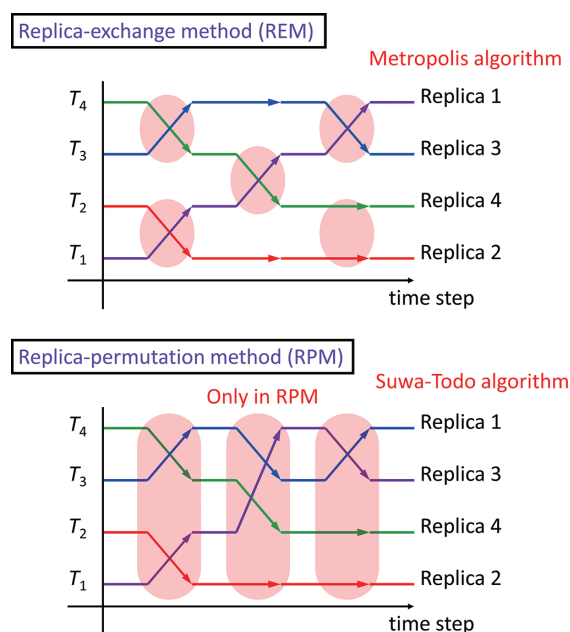 Replica-exchange method (REM)
Metropolis algorithm
T4 Replica 1
T3 Replica 3
T2 Replica 4
T1 Replica 2
time step
Replica-permutation method (RPM)
Suwa-Todo algorithm
Only in RPM
T4 Replica 1
T3 Replica 3
T2 Replica 4
T1 Replica 2
time step